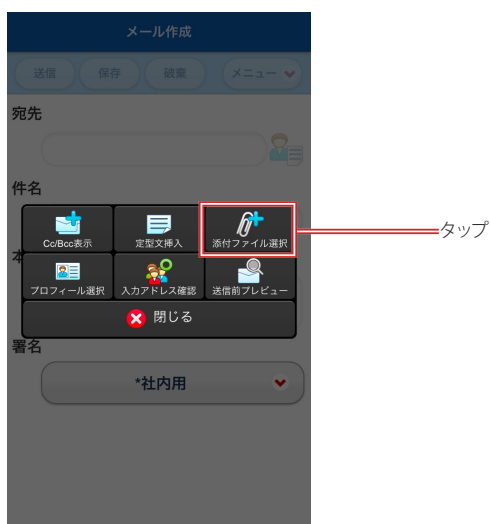 メール作成
送信 保存 破棄 メニュー
宛先
件名
Cc/Bcc表示 定型文挿入 添付ファイル選択
タップ
本
プロフィール選択 入力アドレス確認 送信前プレビュー
閉じる
署名
*社内用